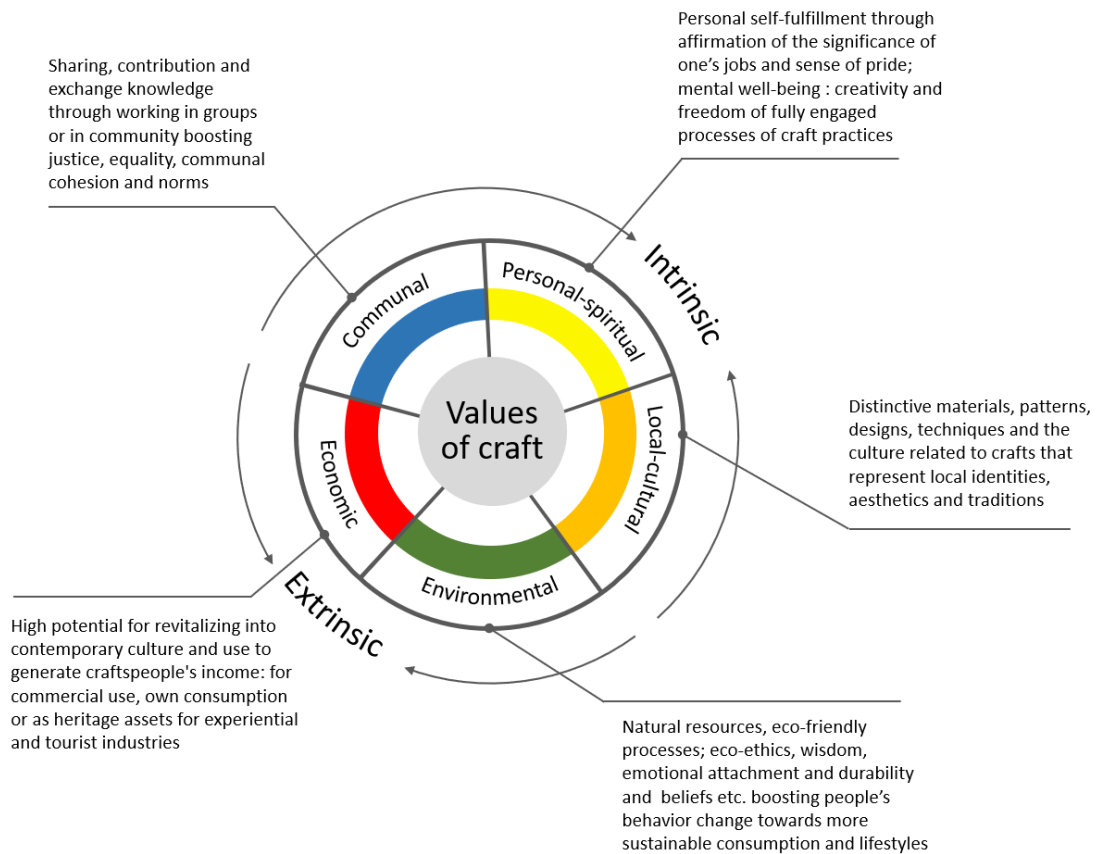 Personal self-fulfillment through
affirmation of the significance of
one’s jobs and sense of pride;
mental well-being : creativity and
freedom of fully engaged
processes of craft practices
Sharing, contribution and
exchange knowledge
through working in groups
or in community boosting
justice, equality, communal
cohesion and norms
Intrinsic
Communal
Personal-spiritual
Values
of craft
Local-cultural
Economic
Environmental
Extrinsic
Distinctive materials, patterns,
designs, techniques and the
culture related to crafts that
represent local identities,
aesthetics and traditions
High potential for revitalizing into
contemporary culture and use to
generate craftspeople's income: for
commercial use, own consumption
or as heritage assets for experiential
and tourist industries
Natural resources, eco-friendly
processes; eco-ethics, wisdom,
emotional attachment and durability
and  beliefs etc. boosting people’s
behavior change towards more
sustainable consumption and lifestyles